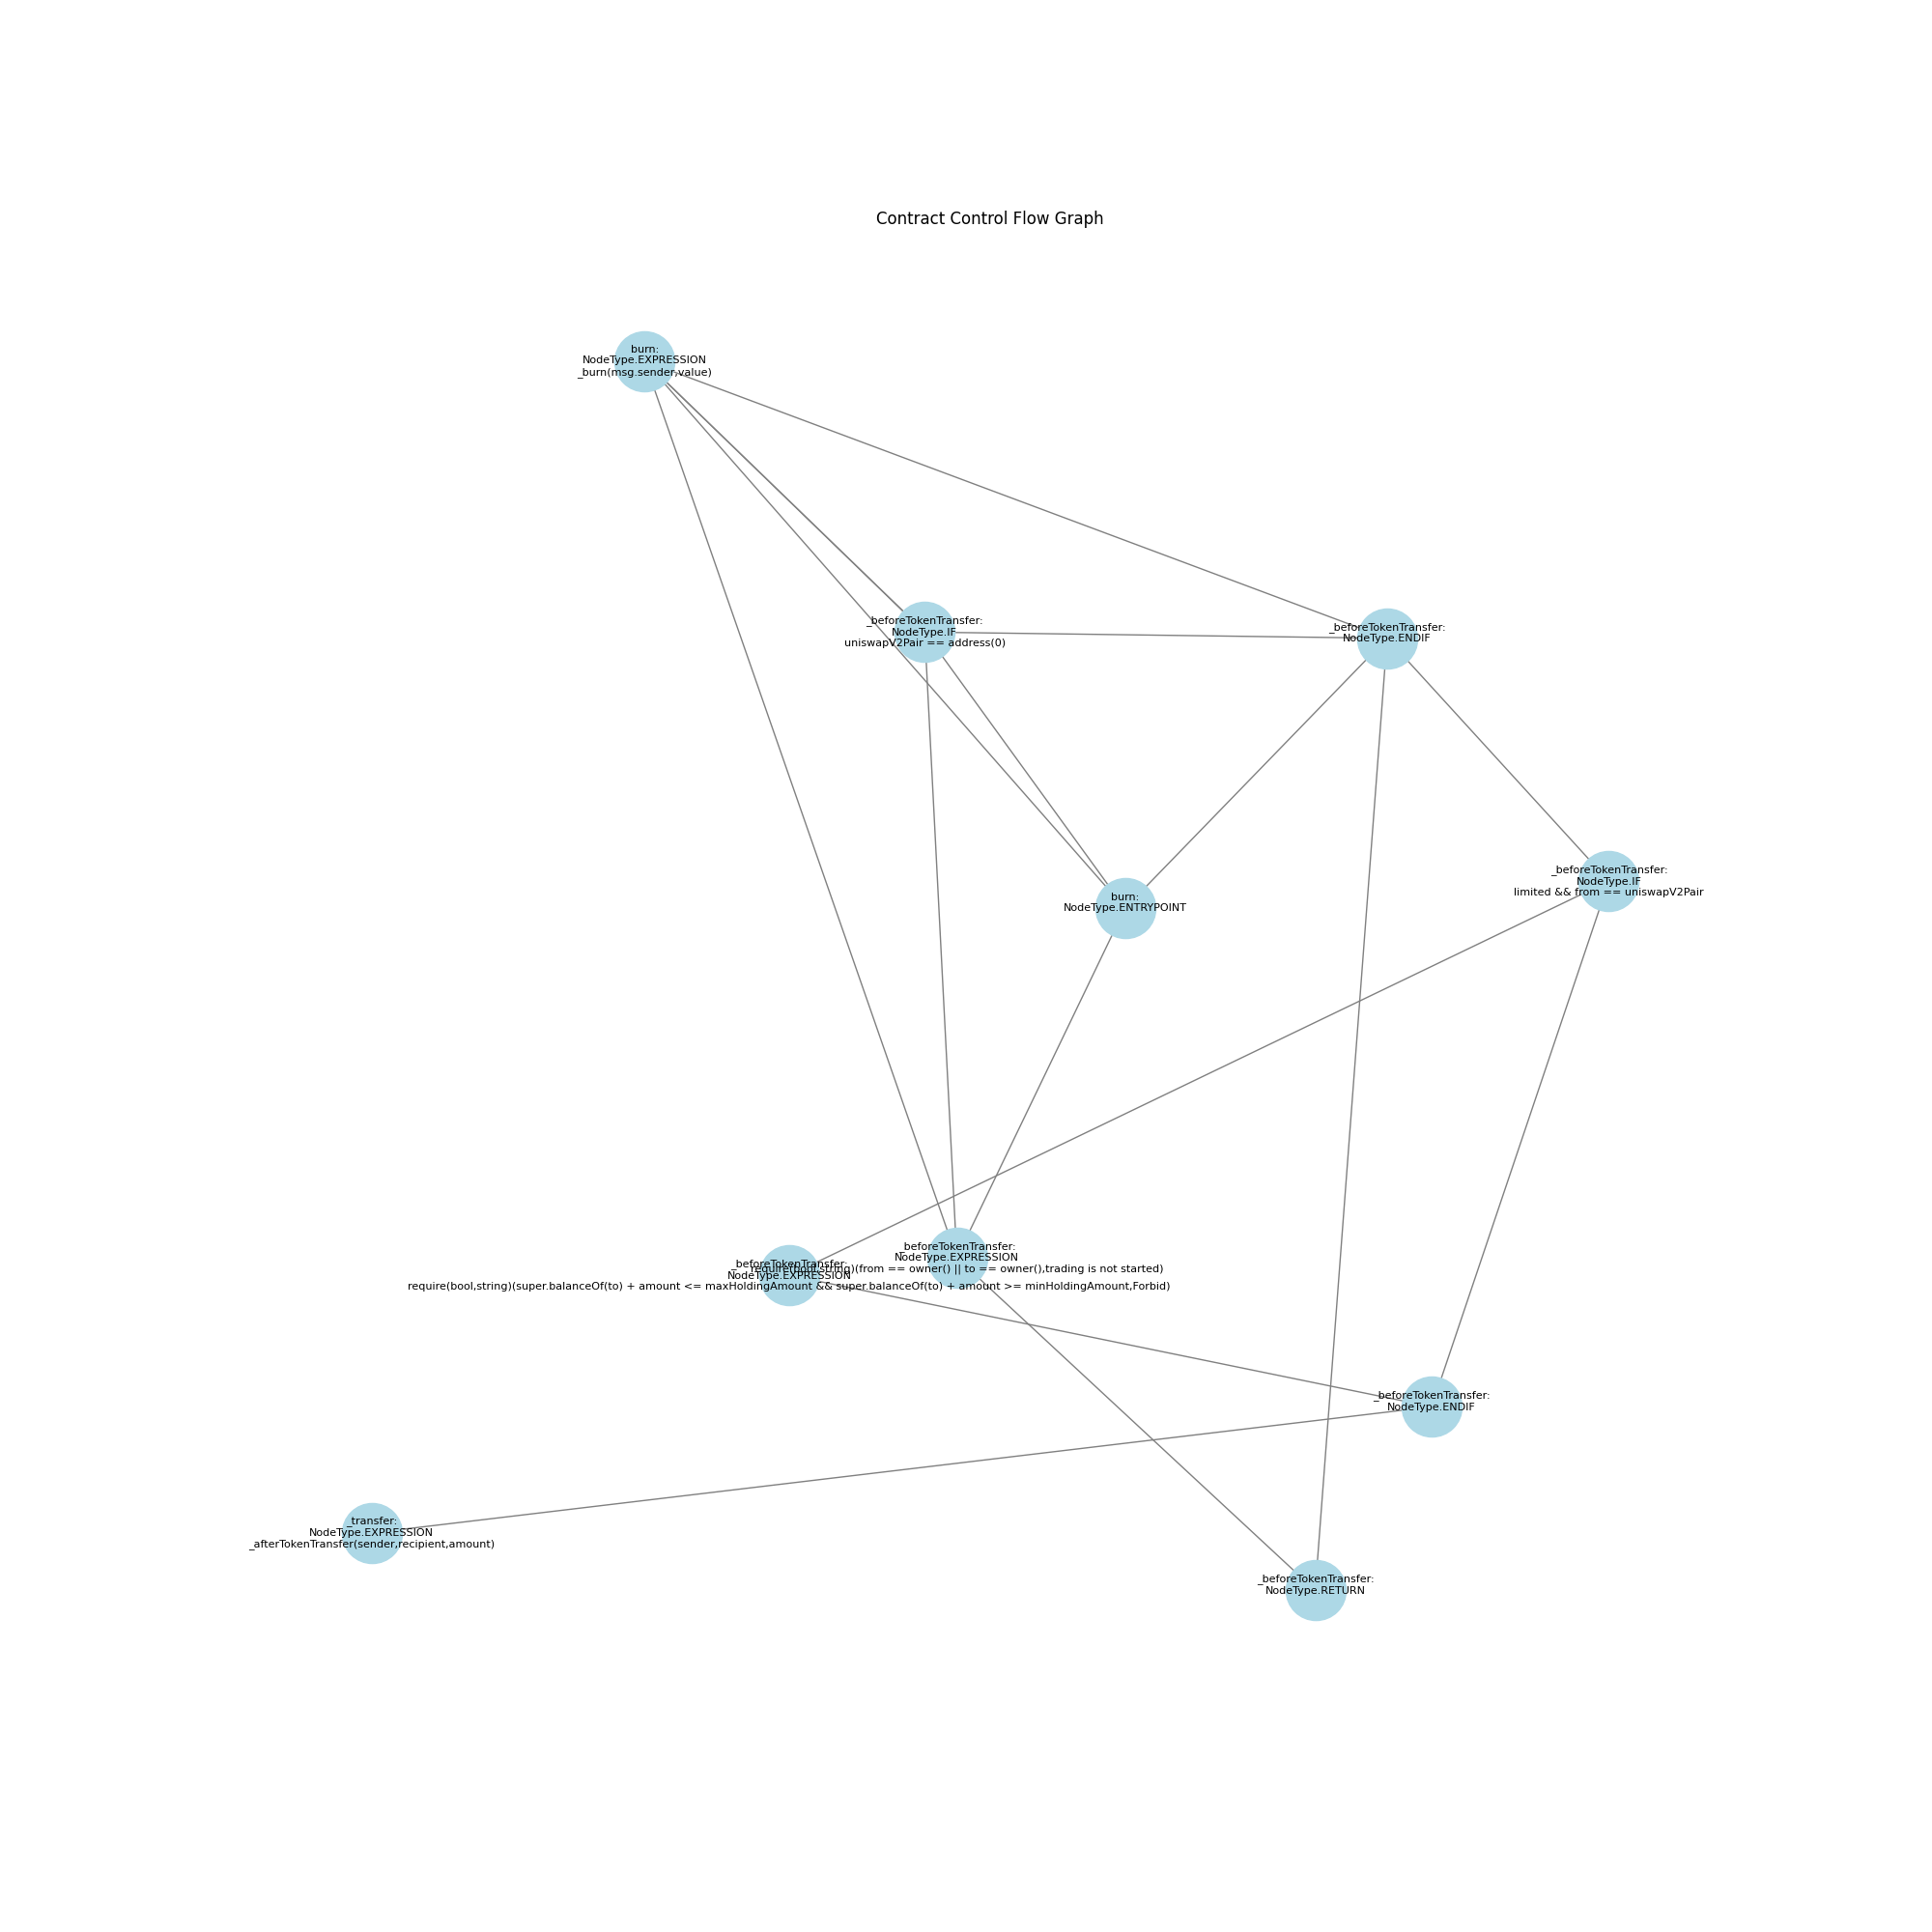 Contract Control Flow Graph
burn:
NodeType.EXPRESSION
_burn(msg.sender,value)
_beforeTokenTransfer:
NodeType.IF
uniswapV2Pair == address(0)
_beforeTokenTransfer:
NodeType.ENDIF
_beforeTokenTransfer:
NodeType.IF
limited && from == uniswapV2Pair
burn:
NodeType.ENTRYPOINT
_beforeTokenTransfer:
NodeType.EXPRESSION
require(bool,string)(from == owner() || to == owner(),trading is not started)
_beforeTokenTransfer:
NodeType.EXPRESSION
require(bool,string)(super.balanceOf(to) + amount <= maxHoldingAmount && super.balanceOf(to) + amount >= minHoldingAmount,Forbid)
_beforeTokenTransfer:
NodeType.ENDIF
_transfer:
NodeType.EXPRESSION
_afterTokenTransfer(sender,recipient,amount)
_beforeTokenTransfer:
NodeType.RETURN